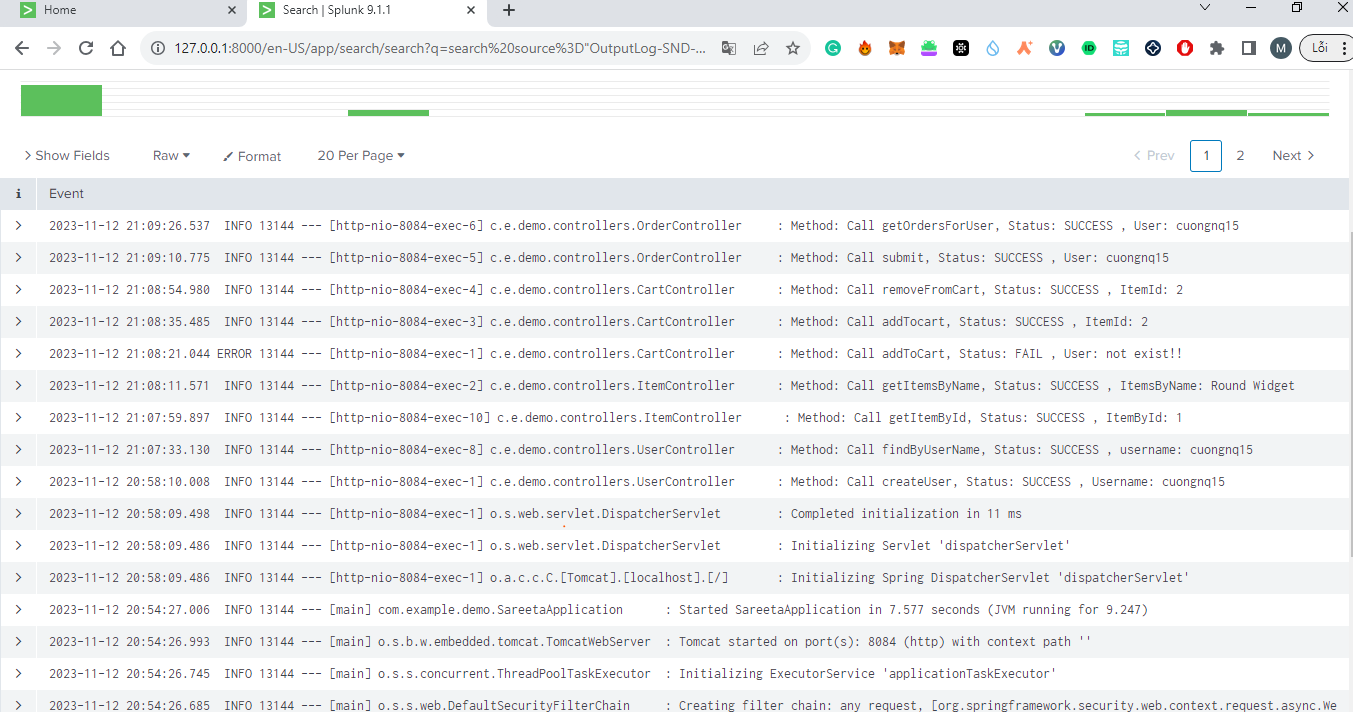 Home
Search | Splunk 9.1.1
127.0.0.1:8000/en-US/app/search/search?q=search%20source%3D"OutputLog-SND-...
M
Lỗi
Show Fields Raw Format 20 Per Page Prev 1 2 Next
i Event
2023-11-12 21:09:26.537 INFO 13144 --- [http-nio-8084-exec-6] c.e.demo.controllers.OrderController : Method: Call getOrdersForUser, Status: SUCCESS , User: cuongnq15
2023-11-12 21:09:10.775 INFO 13144 --- [http-nio-8084-exec-5] c.e.demo.controllers.OrderController : Method: Call submit, Status: SUCCESS , User: cuongnq15
2023-11-12 21:08:54.980 INFO 13144 --- [http-nio-8084-exec-4] c.e.demo.controllers.CartController : Method: Call removeFromCart, Status: SUCCESS , ItemId: 2
2023-11-12 21:08:35.485 INFO 13144 --- [http-nio-8084-exec-3] c.e.demo.controllers.CartController : Method: Call addTocart, Status: SUCCESS , ItemId: 2
2023-11-12 21:08:21.044 ERROR 13144 --- [http-nio-8084-exec-1] c.e.demo.controllers.CartController : Method: Call addToCart, Status: FAIL , User: not exist!!
2023-11-12 21:08:11.571 INFO 13144 --- [http-nio-8084-exec-2] c.e.demo.controllers.ItemController : Method: Call getItemsByName, Status: SUCCESS , ItemsByName: Round Widget
2023-11-12 21:07:59.897 INFO 13144 --- [http-nio-8084-exec-10] c.e.demo.controllers.ItemController : Method: Call getItemById, Status: SUCCESS , ItemById: 1
2023-11-12 21:07:33.130 INFO 13144 --- [http-nio-8084-exec-8] c.e.demo.controllers.UserController : Method: Call findByUserName, Status: SUCCESS , username: cuongnq15
2023-11-12 20:58:10.008 INFO 13144 --- [http-nio-8084-exec-1] c.e.demo.controllers.UserController : Method: Call createUser, Status: SUCCESS , Username: cuongnq15
2023-11-12 20:58:09.498 INFO 13144 --- [http-nio-8084-exec-1] o.s.web.servlet.DispatcherServlet : Completed initialization in 11 ms
2023-11-12 20:58:09.486 INFO 13144 --- [http-nio-8084-exec-1] o.s.web.servlet.DispatcherServlet : Initializing Servlet 'dispatcherServlet'
2023-11-12 20:58:09.486 INFO 13144 --- [http-nio-8084-exec-1] o.a.c.c.C.[Tomcat].[localhost].[/] : Initializing Spring DispatcherServlet 'dispatcherServlet'
2023-11-12 20:54:27.006 INFO 13144 --- [main] com.example.demo.SareetaApplication : Started SareetaApplication in 7.577 seconds (JVM running for 9.247)
2023-11-12 20:54:26.993 INFO 13144 --- [main] o.s.b.w.embedded.tomcat.TomcatWebServer : Tomcat started on port(s): 8084 (http) with context path ''
2023-11-12 20:54:26.745 INFO 13144 --- [main] o.s.s.concurrent.ThreadPoolTaskExecutor : Initializing ExecutorService 'applicationTaskExecutor'
2023-11-12 20:54:26.685 INFO 13144 --- [main] o.s.s.web.DefaultSecurityFilterChain : Creating filter chain: any request, [org.springframework.security.web.context.request.async.We